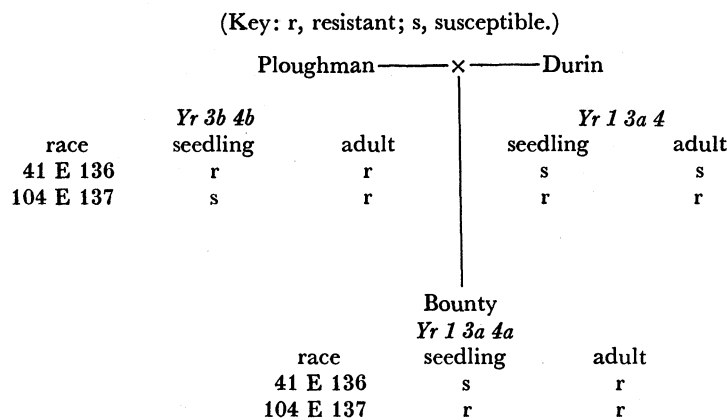 (Key: r, resistant; s, susceptible.)
Ploughman × Durin
Yr 3b 4b Yr 1 3a 4
race seedling adult seedling adult
41 E 136 r r s s
104 E 137 s r r r
Bounty
Yr 1 3a 4a
race seedling adult
41 E 136 s r
104 E 137 r r